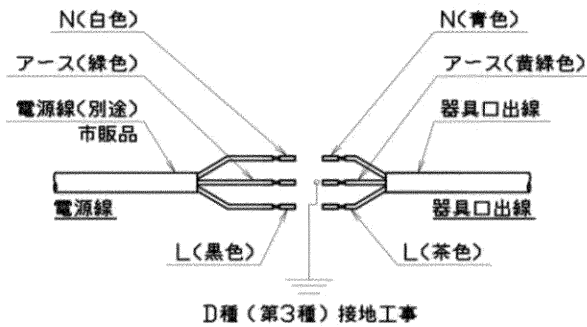 N(白色)
N(青色)
アース(緑色)
アース(黄緑色)
電源線(別途)
市販品
器具口出線
電源線
器具口出線
L(黒色)
L(茶色)
D種(第3種)接地工事